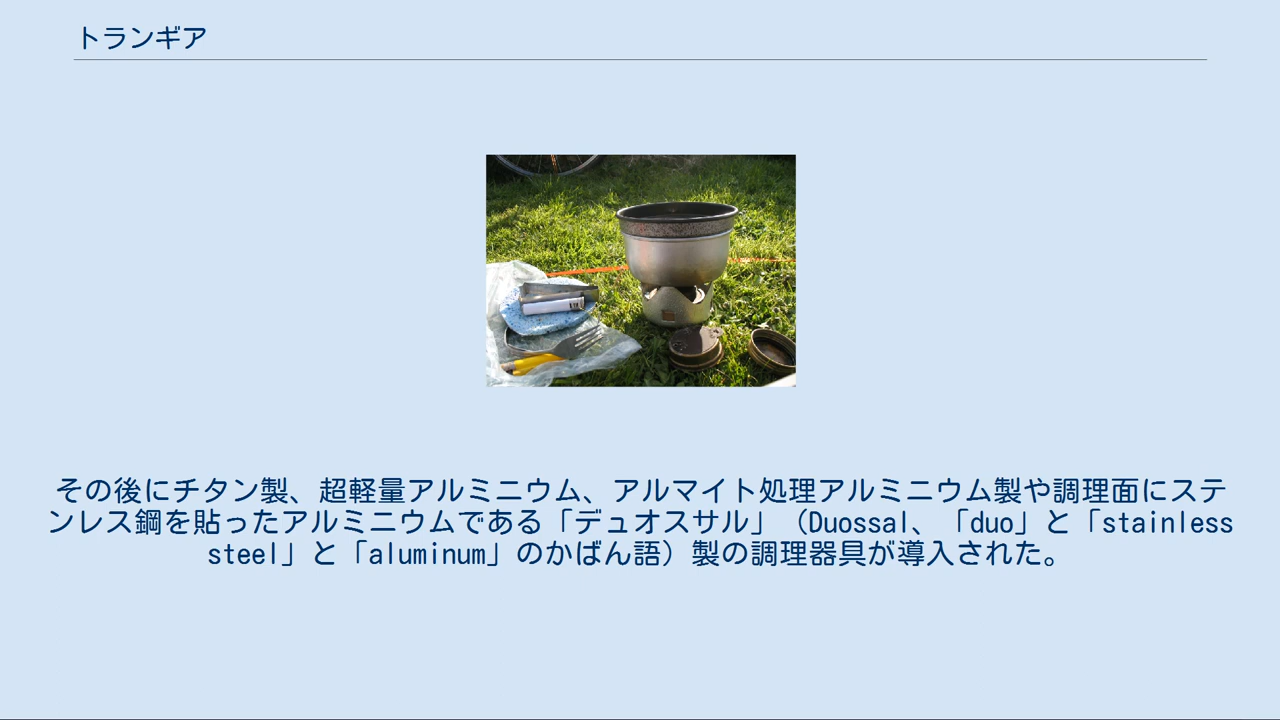 トランギア
その後にチタン製、超軽量アルミニウム、アルマイト処理アルミニウム製や調理面にステ
ンレス鋼を貼ったアルミニウムである「デュオスサル」（Duossal、「duo」と「stainless
steel」と「aluminum」のかばん語）製の調理器具が導入された。